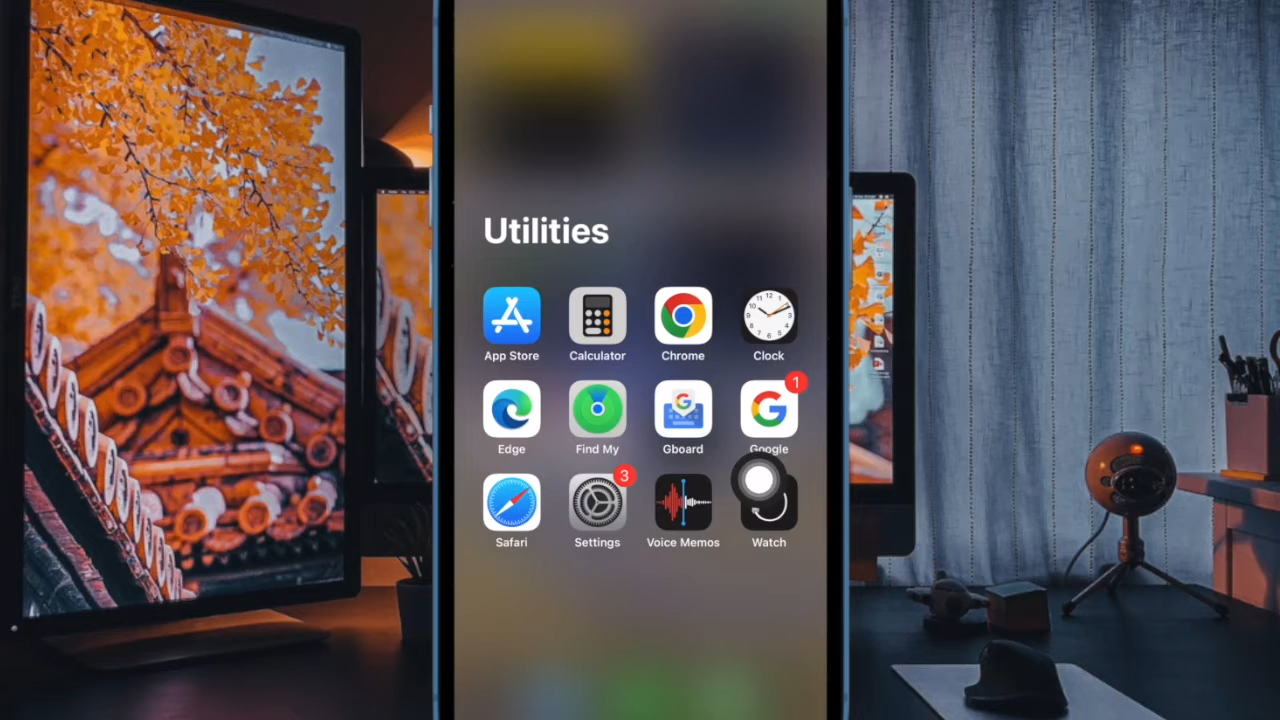 Utilities
App Store Calculator Chrome Clock
1
Edge Find My Gboard Google
3
Safari Settings Voice Memos Watch